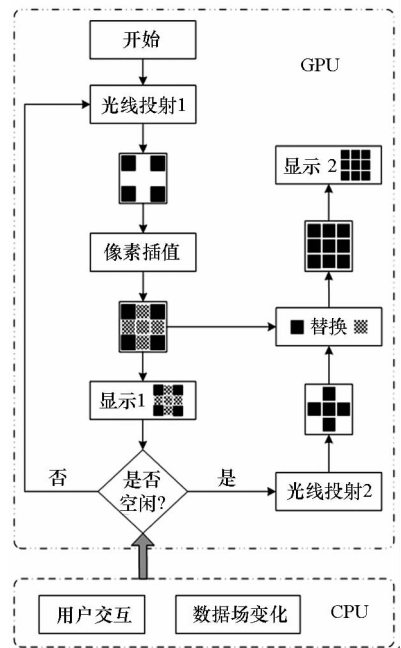 开始
GPU
光线投射1
显示 2
像素插值
替换
显示1
否
是否
空闲?
是
光线投射2
用户交互
数据场变化
CPU